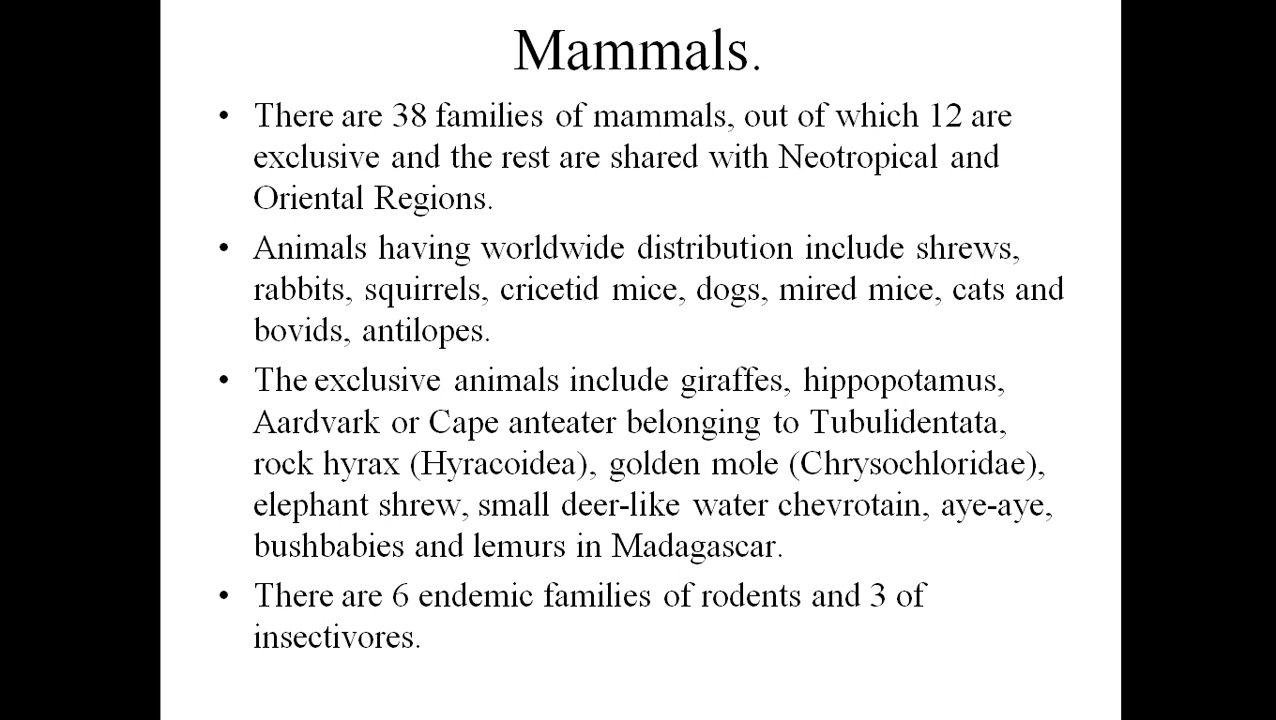 Mammals.
• There are 38 families of mammals, out of which 12 are
exclusive and the rest are shared with Neotropical and
Oriental Regions.
• Animals having worldwide distribution include shrews,
rabbits, squirrels, cricetid mice, dogs, mired mice, cats and
bovids, antilopes.
• The exclusive animals include giraffes, hippopotamus,
Aardvark or Cape anteater belonging to Tubulidentata,
rock hyrax (Hyracoidea), golden mole (Chrysochloridae),
elephant shrew, small deer-like water chevrotain, aye-aye,
bushbabies and lemurs in Madagascar.
• There are 6 endemic families of rodents and 3 of
insectivores.